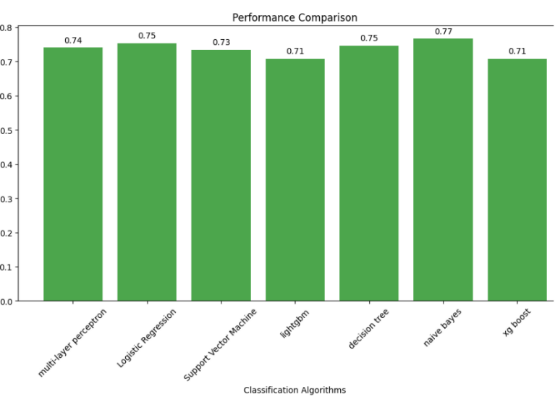 Performance Comparison
0.8
0.7
0.6
0.5
0.4
0.3
0.2
0.1
0.0
0.74
0.75
0.73
0.71
0.75
0.77
0.71
multi-layer perceptron
Logistic Regression
Support Vector Machine
lightgbm
decision tree
naive bayes
xg boost
Classification Algorithms